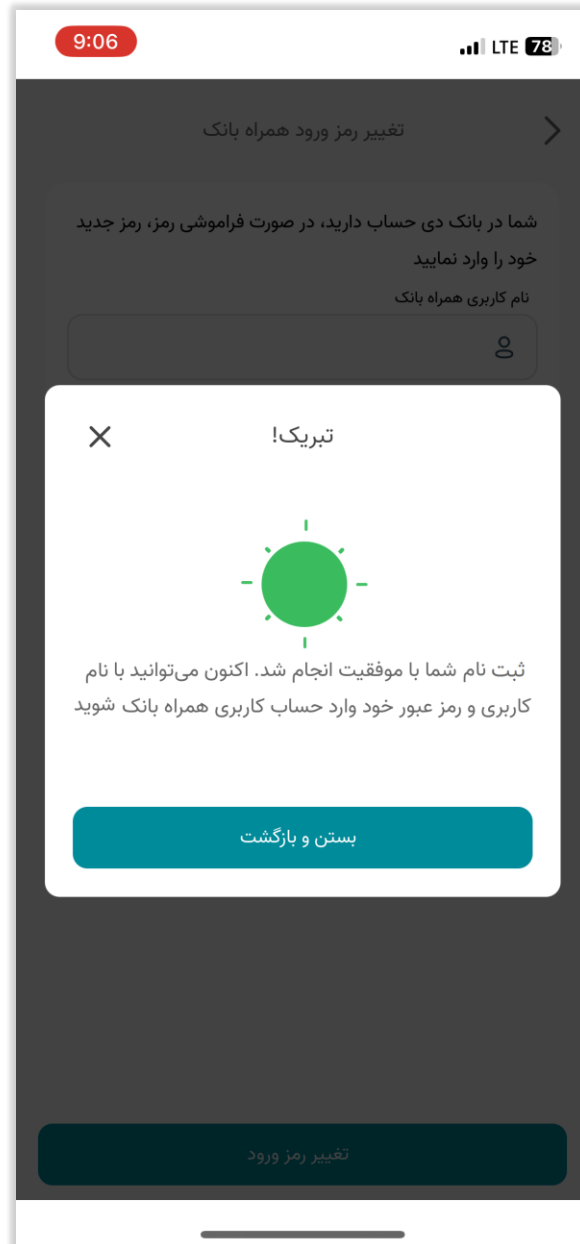 9:06
LTE 78
تغییر رمز ورود همراه بانک
شما در بانک دی حساب دارید، در صورت فراموشی رمز، رمز جدید
خود را وارد نمایید
نام کاربری همراه بانک
تبریک!
ثبت نام شما با موفقیت انجام شد. اکنون می‌توانید با نام
کاربری و رمز عبور خود وارد حساب کاربری همراه بانک شوید
بستن و بازگشت
تغییر رمز ورود